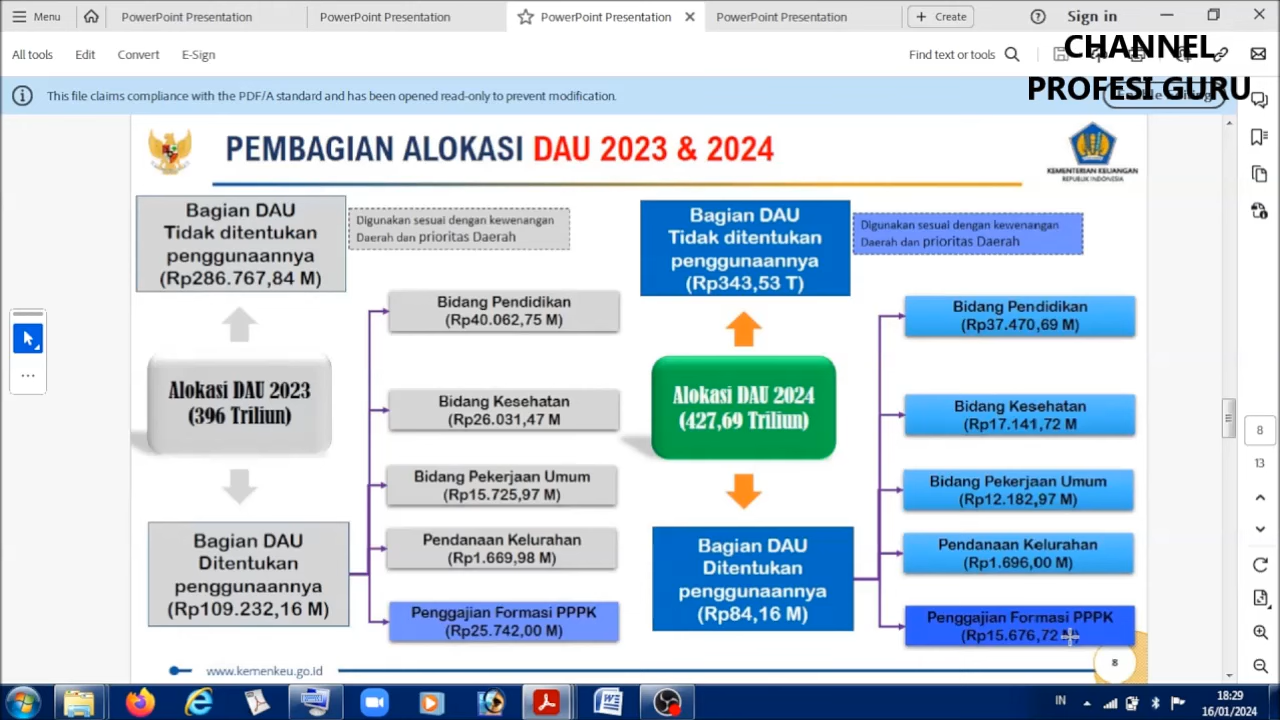 Menu
PowerPoint Presentation
PowerPoint Presentation
PowerPoint Presentation
PowerPoint Presentation
Create
Sign in
All tools
Edit
Convert
E-Sign
Find text or tools
CHANNEL
PROFESI GURU
This file claims compliance with the PDF/A standard and has been opened read-only to prevent modification.
PEMBAGIAN ALOKASI DAU 2023 & 2024
KEMENTERIAN KEUANGAN
REPUBLIK INDONESIA
Bagian DAU
Tidak ditentukan
penggunaannya
(Rp286.767,84 M)
Digunakan sesuai dengan kewenangan
Daerah dan prioritas Daerah
Alokasi DAU 2023
(396 Triliun)
Bagian DAU
Ditentukan
penggunaannya
(Rp109.232,16 M)
Bidang Pendidikan
(Rp40.062,75 M)
Bidang Kesehatan
(Rp26.031,47 M
Bidang Pekerjaan Umum
(Rp15.725,97 M)
Pendanaan Kelurahan
(Rp1.669,98 M)
Penggajian Formasi PPPK
(Rp25.742,00 M)
Bagian DAU
Tidak ditentukan
penggunaannya
(Rp343,53 T)
Digunakan sesuai dengan kewenangan
Daerah dan prioritas Daerah
Alokasi DAU 2024
(427,69 Triliun)
Bagian DAU
Ditentukan
penggunaannya
(Rp84,16 M)
Bidang Pendidikan
(Rp37.470,69 M)
Bidang Kesehatan
(Rp17.141,72 M
Bidang Pekerjaan Umum
(Rp12.182,97 M)
Pendanaan Kelurahan
(Rp1.696,00 M)
Penggajian Formasi PPPK
(Rp15.676,72
www.kemenkeu.go.id
8
8
13
IN
18:29
16/01/2024